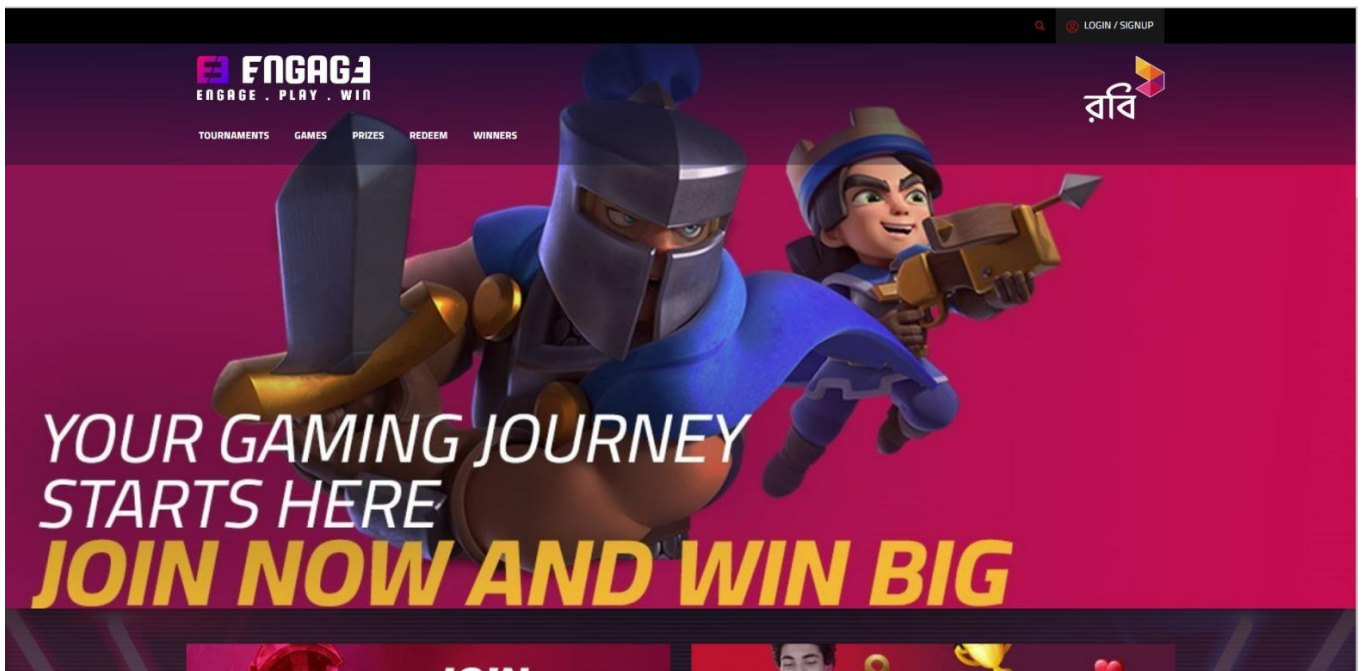 LOGIN / SIGNUP
ENGAGE
ENGAGE . PLAY . WIN
রবি
TOURNAMENTS GAMES PRIZES REDEEM WINNERS
YOUR GAMING JOURNEY
STARTS HERE
JOIN NOW AND WIN BIG
JOIN